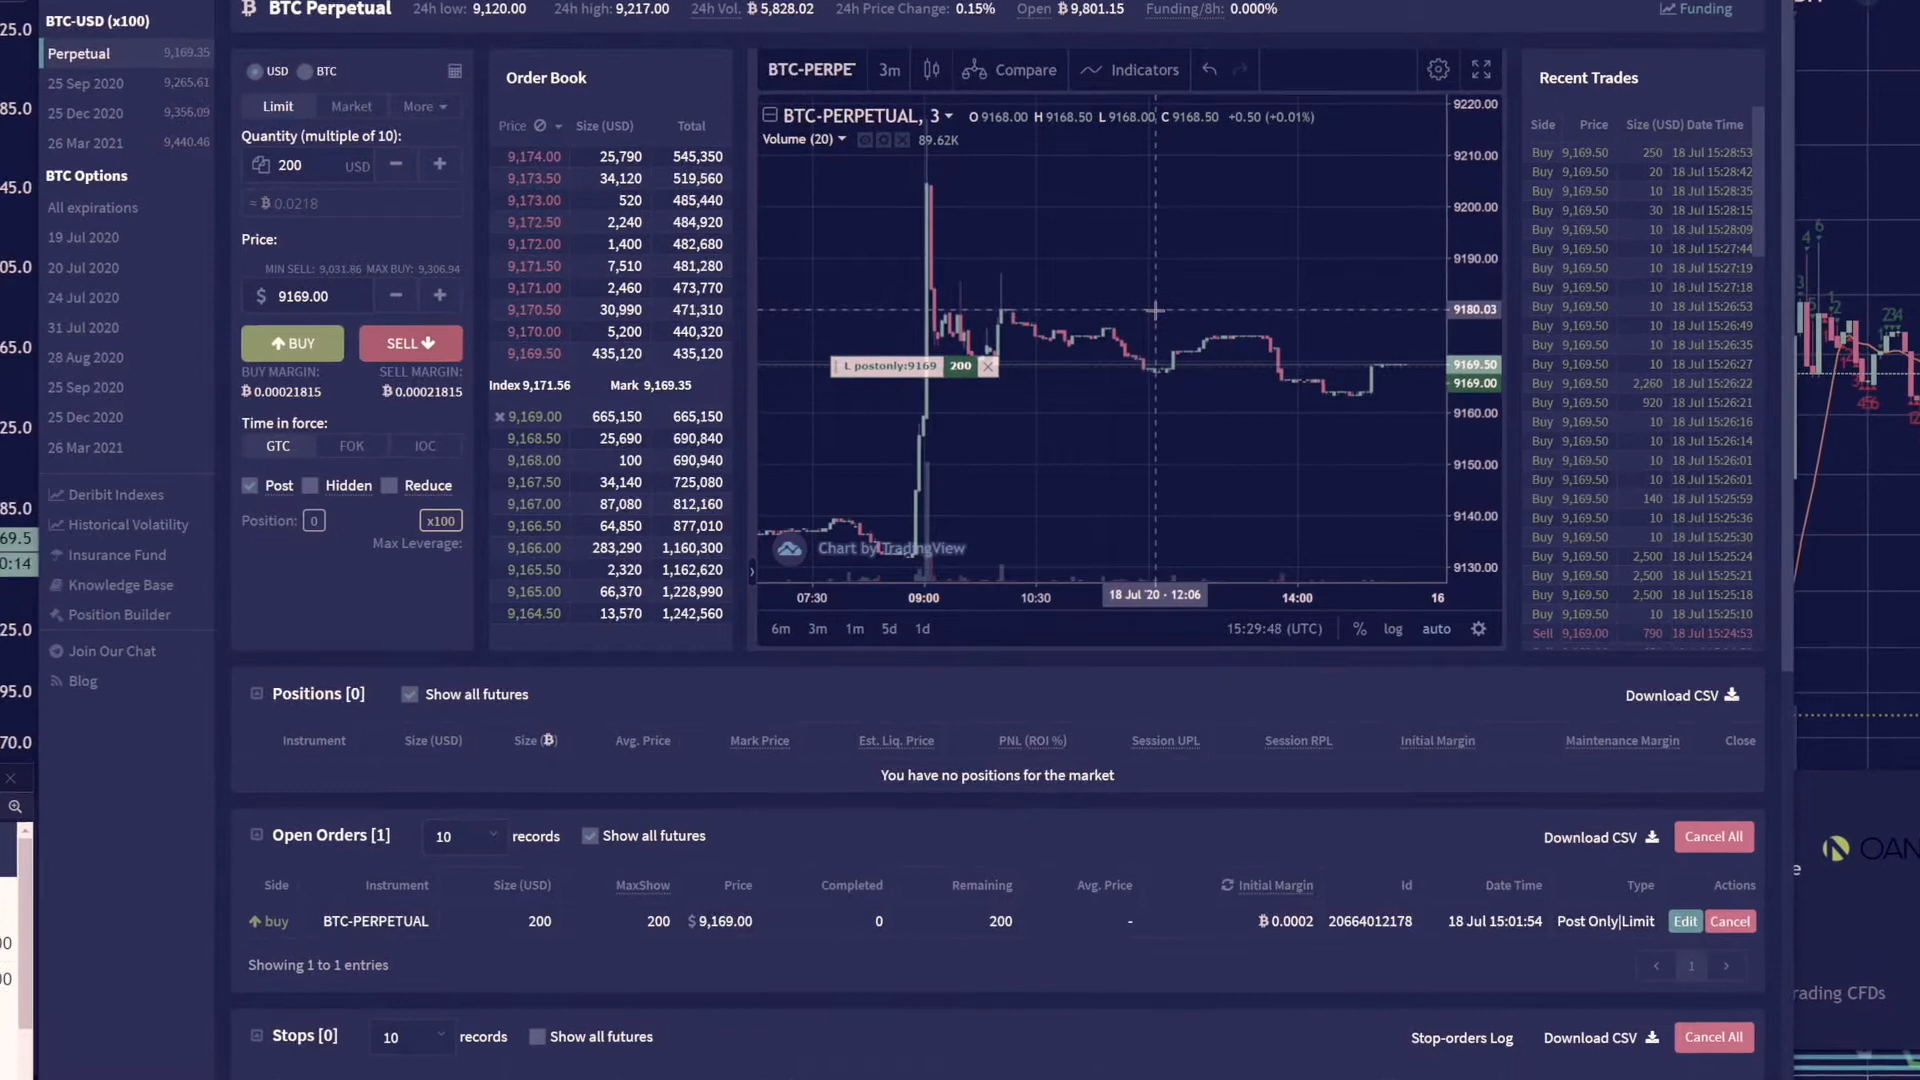 BTC-USD (x100)
Perpetual 9,169.35
25 Sep 2020 9,265.61
25 Dec 2020 9,356.09
26 Mar 2021 9,440.46
BTC Options
All expirations
19 Jul 2020
20 Jul 2020
24 Jul 2020
31 Jul 2020
28 Aug 2020
25 Sep 2020
25 Dec 2020
26 Mar 2021
Deribit Indexes
Historical Volatility
Insurance Fund
Knowledge Base
Position Builder
Join Our Chat
Blog
BTC Perpetual 24h low: 9,120.00 24h high: 9,217.00 24h Vol. ₿ 5,828.02 24h Price Change: 0.15% Open ₿ 9,801.15 Funding/8h: 0.000% Funding
USD BTC
Limit Market More
Quantity (multiple of 10):
200 USD − +
≈ ₿ 0.0218
Price:
MIN SELL: 9,031.86 MAX BUY: 9,306.94
$ 9169.00 − +
BUY SELL
BUY MARGIN: SELL MARGIN:
₿ 0.00021815 ₿ 0.00021815
Time in force:
GTC FOK IOC
Post Hidden Reduce
Position: 0 x100
Max Leverage:
Order Book
Price Size (USD) Total
9,174.00 25,790 545,350
9,173.50 34,120 519,560
9,173.00 520 485,440
9,172.50 2,240 484,920
9,172.00 1,400 482,680
9,171.50 7,510 481,280
9,171.00 2,460 473,770
9,170.50 30,990 471,310
9,170.00 5,200 440,320
9,169.50 435,120 435,120
Index 9,171.56 Mark 9,169.35
9,169.00 665,150 665,150
9,168.50 25,690 690,840
9,168.00 100 690,940
9,167.50 34,140 725,080
9,167.00 87,080 812,160
9,166.50 64,850 877,010
9,166.00 283,290 1,160,300
9,165.50 2,320 1,162,620
9,165.00 66,370 1,228,990
9,164.50 13,570 1,242,560
BTC-PERPE 3m Compare Indicators
BTC-PERPETUAL, 3 O 9168.00 H 9168.50 L 9168.00 C 9168.50 +0.50 (+0.01%)
Volume (20) 89.62K
9220.00
9210.00
9200.00
9190.00
9180.03
L postonly:9169 200
9169.50
9169.00
9160.00
9150.00
9140.00
9130.00
Chart by TradingView
07:30 09:00 10:30 18 Jul '20 · 12:06 14:00 16
6m 3m 1m 5d 1d 15:29:48 (UTC) % log auto
Recent Trades
Side Price Size (USD) Date Time
Buy 9,169.50 250 18 Jul 15:28:53
Buy 9,169.50 20 18 Jul 15:28:42
Buy 9,169.50 10 18 Jul 15:28:35
Buy 9,169.50 30 18 Jul 15:28:15
Buy 9,169.50 10 18 Jul 15:28:09
Buy 9,169.50 10 18 Jul 15:27:44
Buy 9,169.50 10 18 Jul 15:27:19
Buy 9,169.50 10 18 Jul 15:27:18
Buy 9,169.50 10 18 Jul 15:26:53
Buy 9,169.50 10 18 Jul 15:26:49
Buy 9,169.50 10 18 Jul 15:26:35
Buy 9,169.50 10 18 Jul 15:26:27
Buy 9,169.50 2,260 18 Jul 15:26:22
Buy 9,169.50 920 18 Jul 15:26:21
Buy 9,169.50 10 18 Jul 15:26:16
Buy 9,169.50 10 18 Jul 15:26:14
Buy 9,169.50 10 18 Jul 15:26:01
Buy 9,169.50 10 18 Jul 15:26:01
Buy 9,169.50 140 18 Jul 15:25:59
Buy 9,169.50 10 18 Jul 15:25:36
Buy 9,169.50 10 18 Jul 15:25:30
Buy 9,169.50 2,500 18 Jul 15:25:24
Buy 9,169.50 2,500 18 Jul 15:25:21
Buy 9,169.50 2,500 18 Jul 15:25:18
Buy 9,169.50 10 18 Jul 15:25:10
Sell 9,169.00 790 18 Jul 15:24:53
Positions [0] Show all futures Download CSV
Instrument Size (USD) Size (₿) Avg. Price Mark Price Est. Liq. Price PNL (ROI %) Session UPL Session RPL Initial Margin Maintenance Margin Close
You have no positions for the market
Open Orders [1] 10 records Show all futures Download CSV Cancel All
Side Instrument Size (USD) MaxShow Price Completed Remaining Avg. Price Initial Margin Id Date Time Type Actions
buy BTC-PERPETUAL 200 200 $ 9,169.00 0 200 - ₿ 0.0002 20664012178 18 Jul 15:01:54 Post Only|Limit Edit Cancel
Showing 1 to 1 entries 1
Stops [0] 10 records Show all futures Stop-orders Log Download CSV Cancel All
25.0
85.0
45.0
05.0
65.0
25.0
85.0
69.5
0:14
25.0
95.0
70.0
00
00
OAN
rading CFDs